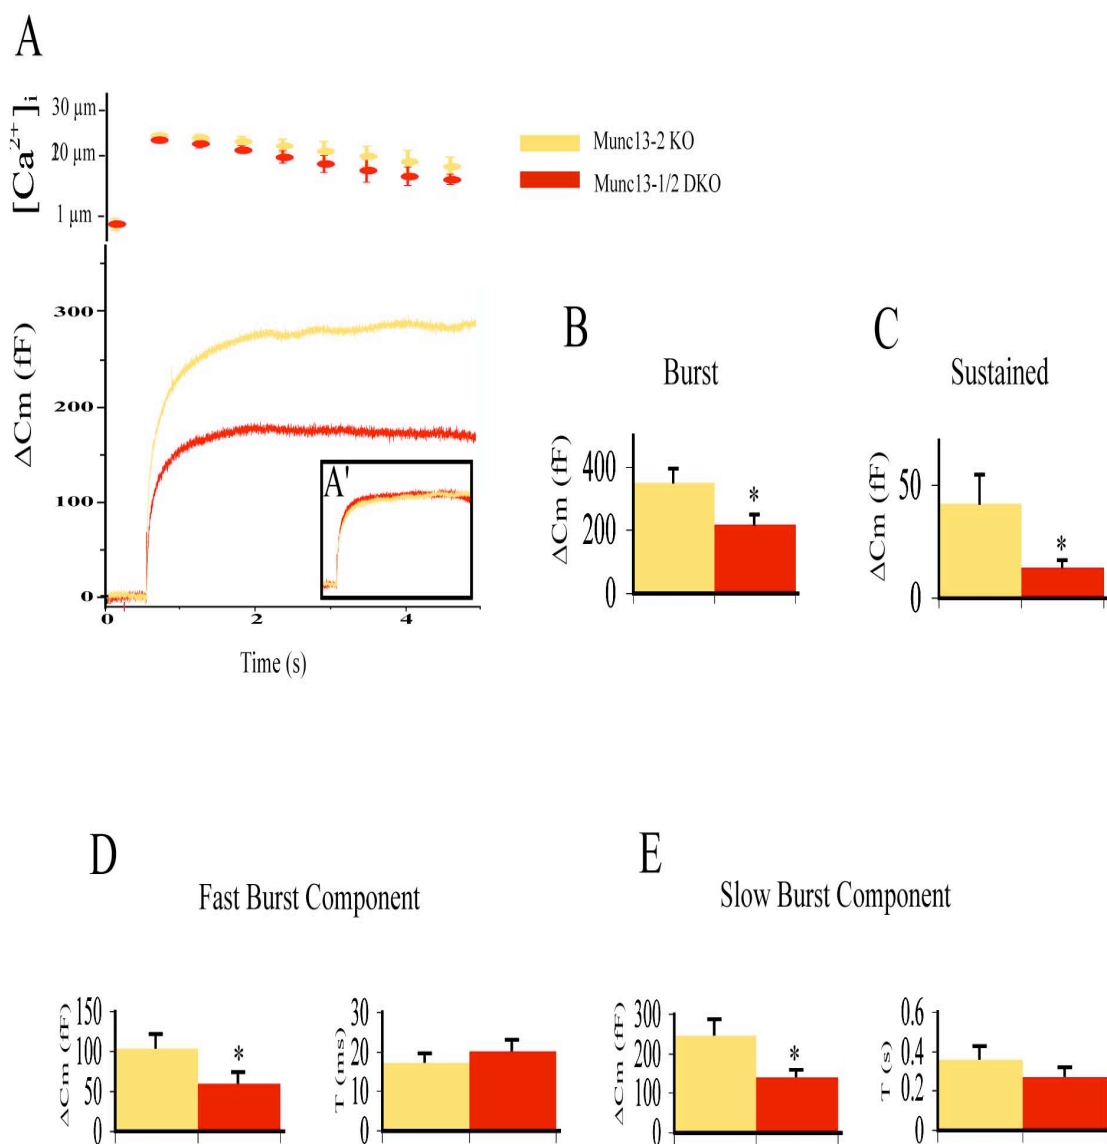 A
[Ca2+]i
30 µm
20 µm
1 µm
Munc13-2 KO
Munc13-1/2 DKO
ΔCm (fF)
300
200
100
0
A'
0 2 4
Time (s)
B
Burst
ΔCm (fF)
400
200
0
*
C
Sustained
ΔCm (fF)
50
0
*
D
Fast Burst Component
ΔCm (fF)
150
100
50
0
*
T (ms)
30
20
10
0
E
Slow Burst Component
ΔCm (fF)
300
200
100
0
*
T (s)
0.6
0.4
0.2
0